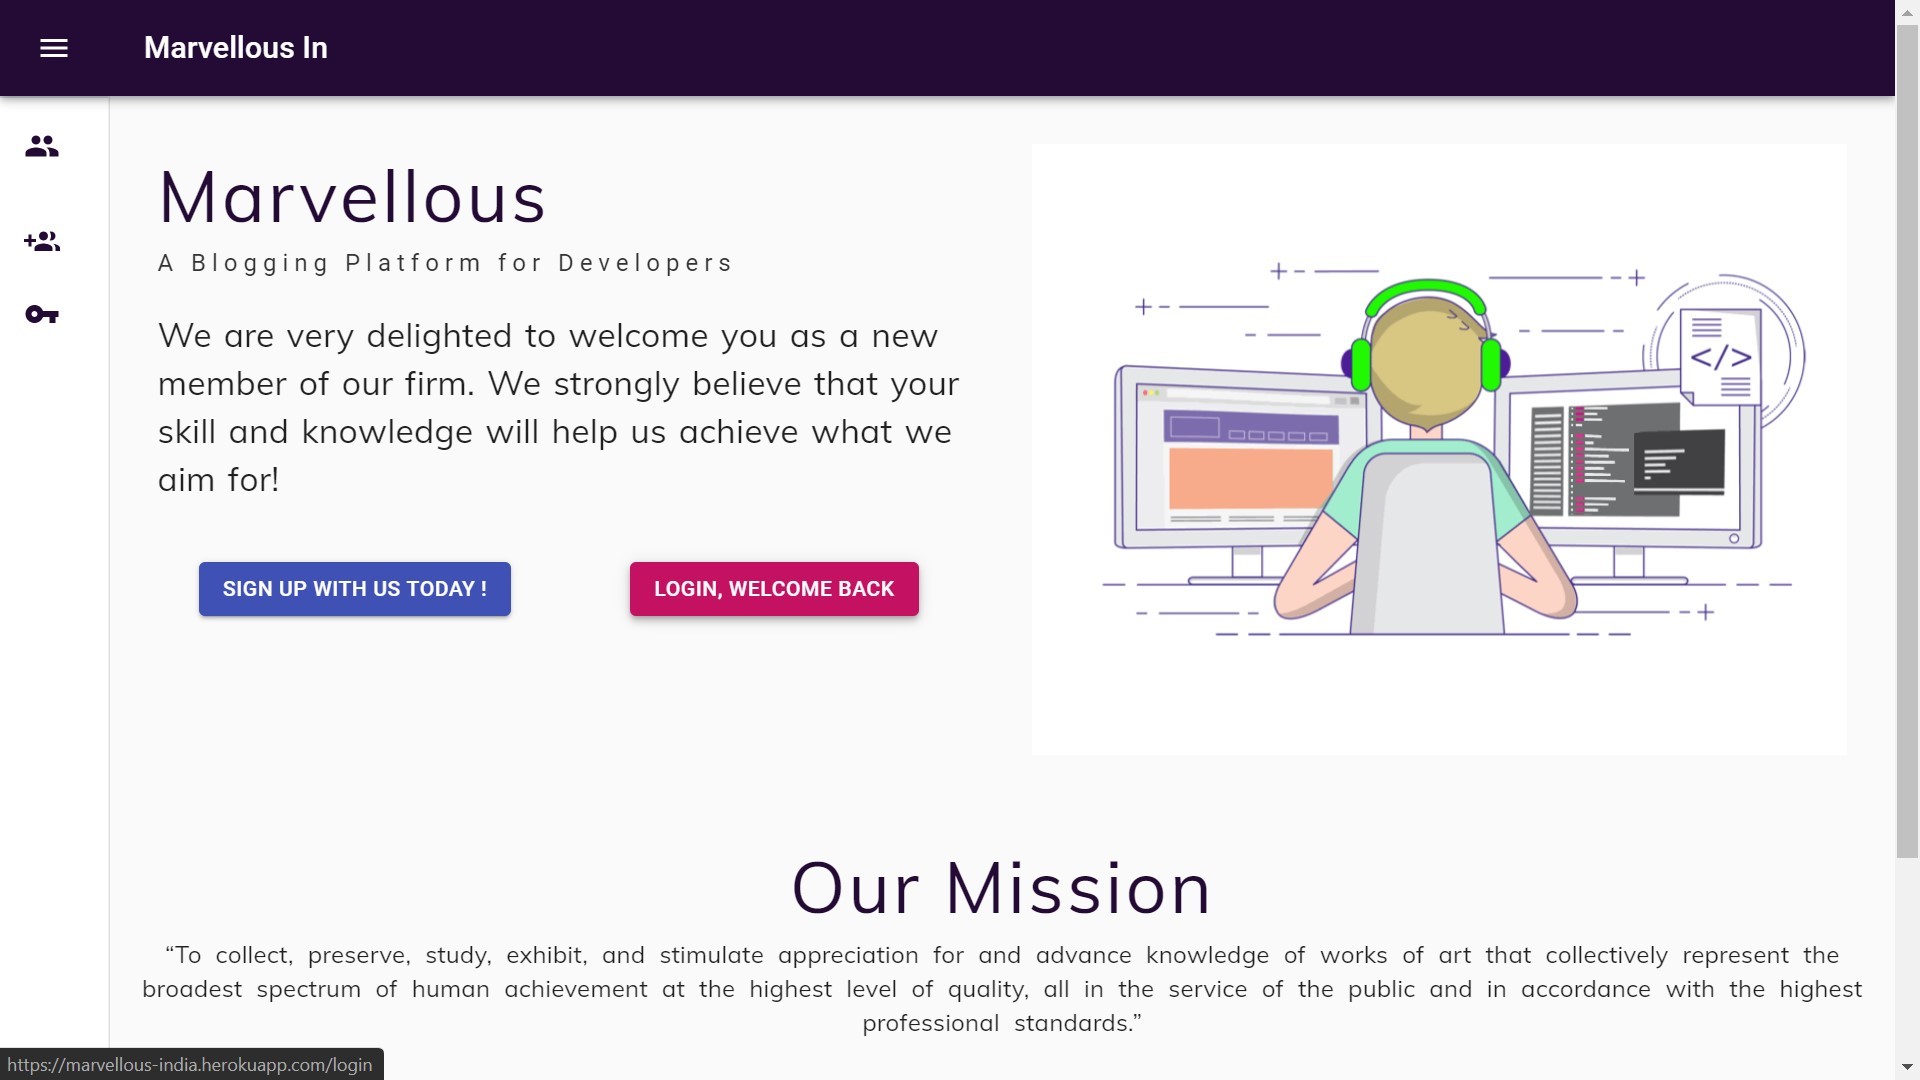 Marvellous In
Marvellous
A Blogging Platform for Developers
We are very delighted to welcome you as a new
member of our firm. We strongly believe that your
skill and knowledge will help us achieve what we
aim for!
SIGN UP WITH US TODAY !
LOGIN, WELCOME BACK
</>
Our Mission
“To collect, preserve, study, exhibit, and stimulate appreciation for and advance knowledge of works of art that collectively represent the
broadest spectrum of human achievement at the highest level of quality, all in the service of the public and in accordance with the highest
professional standards.”
https://marvellous-india.herokuapp.com/login